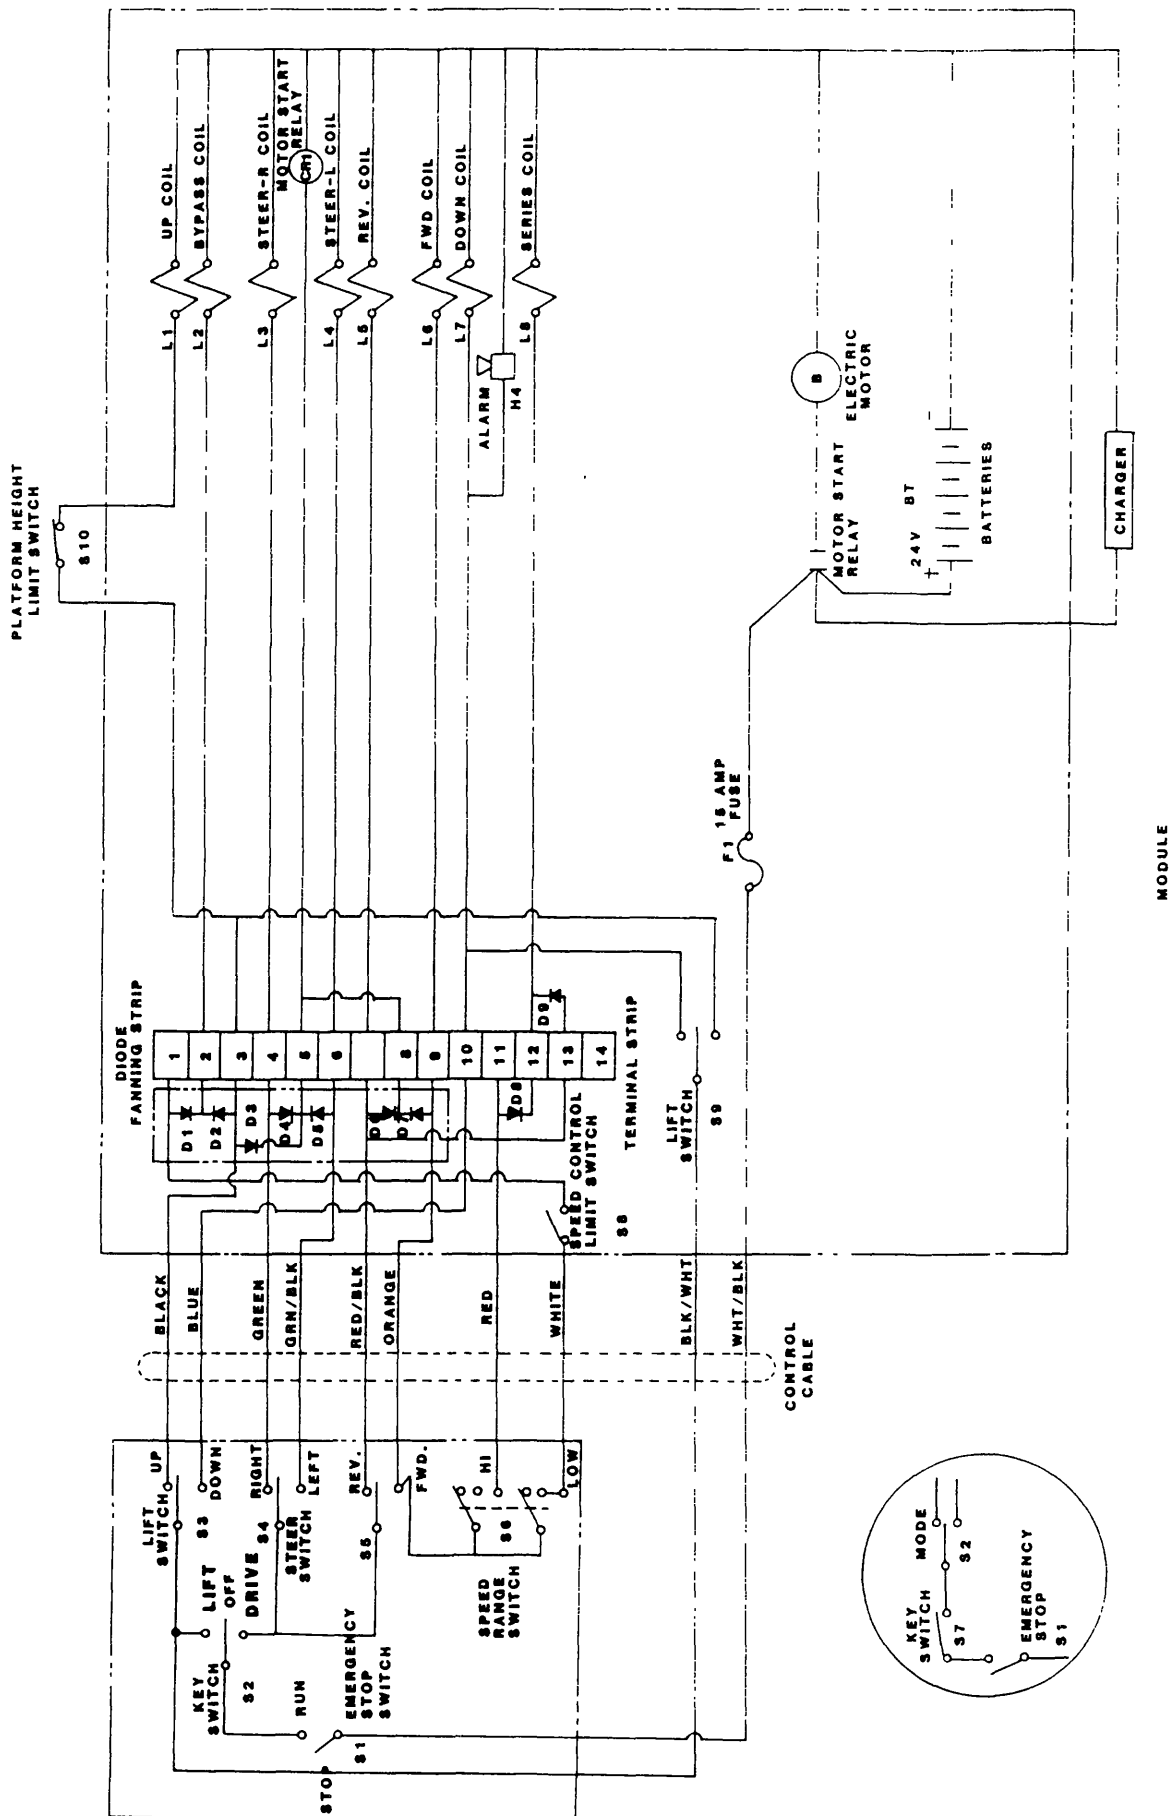 PLATFORM HEIGHT
LIMIT SWITCH
S10
UP COIL
BYPASS COIL
STEER-R COIL
MOTOR START
RELAY
CR1
STEER-L COIL
REV. COIL
FWD COIL
DOWN COIL
SERIES COIL
L1
L2
L3
L4
L5
L6
L7
L8
ALARM
H4
B
ELECTRIC
MOTOR
MOTOR START
RELAY
24V BT
+
-
BATTERIES
CHARGER
F1 15 AMP
FUSE
MODULE
DIODE
FANNING STRIP
1
2
3
4
5
6
8
9
10
11
12
13
14
TERMINAL STRIP
D1
D2
D3
D4
D5
D6
D7
D8
D9
SPEED CONTROL
LIMIT SWITCH
S8
LIFT
SWITCH
S9
BLACK
BLUE
GREEN
GRN/BLK
RED/BLK
ORANGE
RED
WHITE
BLK/WHT
WHT/BLK
CONTROL
CABLE
LIFT
SWITCH
UP
S3
DOWN
RIGHT
S4
LEFT
STEER
SWITCH
REV.
S5
FWD.
HI
S6
LOW
SPEED
RANGE
SWITCH
LIFT
OFF
DRIVE
KEY
SWITCH
S2
RUN
EMERGENCY
STOP
SWITCH
S1
STOP
KEY
SWITCH
S7
MODE
S2
EMERGENCY
STOP
S1